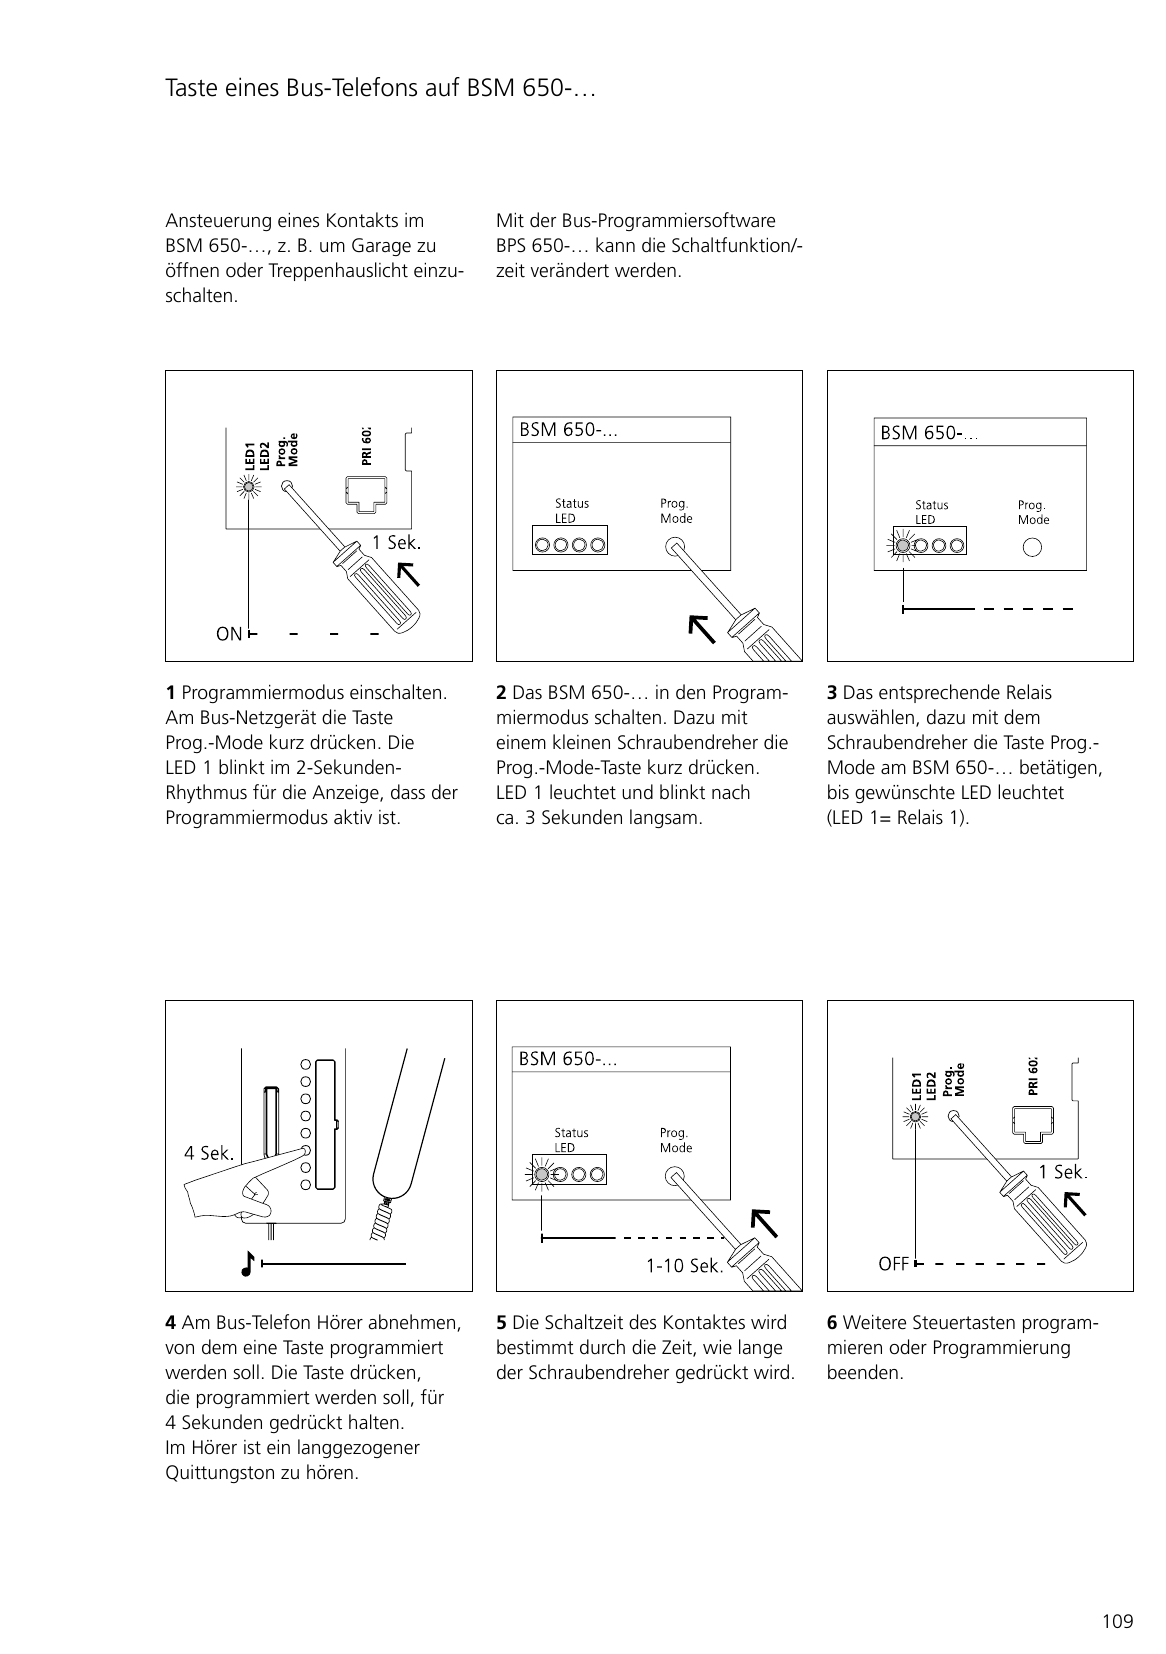 Taste eines Bus-Telefons auf BSM 650-…
Ansteuerung eines Kontakts im
BSM 650-…, z. B. um Garage zu
öffnen oder Treppenhauslicht einzu-
schalten.
Mit der Bus-Programmiersoftware
BPS 650-… kann die Schaltfunktion/-
zeit verändert werden.
LED1
LED2
Prog.
Mode
PRI 602
1 Sek.
ON
BSM 650-...
Status
LED
Prog.
Mode
BSM 650-...
Status
LED
Prog.
Mode
1 Programmiermodus einschalten.
Am Bus-Netzgerät die Taste
Prog.-Mode kurz drücken. Die
LED 1 blinkt im 2-Sekunden-
Rhythmus für die Anzeige, dass der
Programmiermodus aktiv ist.
2 Das BSM 650-… in den Program-
miermodus schalten. Dazu mit
einem kleinen Schraubendreher die
Prog.-Mode-Taste kurz drücken.
LED 1 leuchtet und blinkt nach
ca. 3 Sekunden langsam.
3 Das entsprechende Relais
auswählen, dazu mit dem
Schraubendreher die Taste Prog.-
Mode am BSM 650-… betätigen,
bis gewünschte LED leuchtet
(LED 1= Relais 1).
4 Sek.
BSM 650-...
Status
LED
Prog.
Mode
1-10 Sek.
LED1
LED2
Prog.
Mode
PRI 602
1 Sek.
OFF
4 Am Bus-Telefon Hörer abnehmen,
von dem eine Taste programmiert
werden soll. Die Taste drücken,
die programmiert werden soll, für
4 Sekunden gedrückt halten.
Im Hörer ist ein langgezogener
Quittungston zu hören.
5 Die Schaltzeit des Kontaktes wird
bestimmt durch die Zeit, wie lange
der Schraubendreher gedrückt wird.
6 Weitere Steuertasten program-
mieren oder Programmierung
beenden.
109